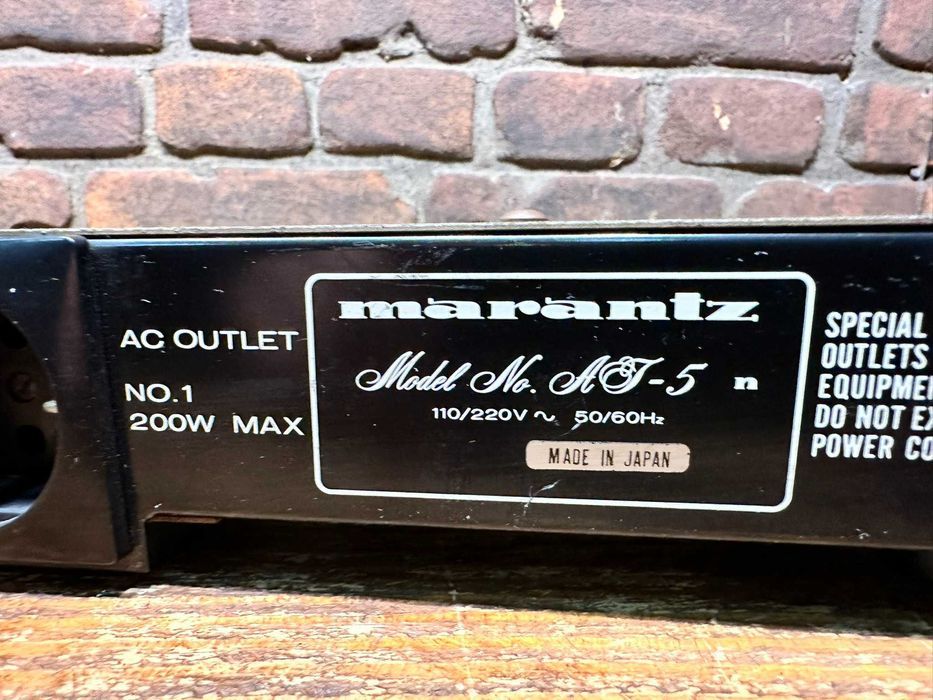 AC OUTLET
NO.1
200W MAX
marantz
Model No. AT-5 n
110/220V ~ 50/60Hz
MADE IN JAPAN
SPECIAL
OUTLETS
DO NOT
POWER